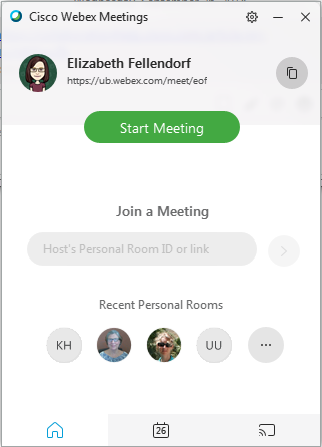 Cisco Webex Meetings
Elizabeth Fellendorf
https://ub.webex.com/meet/eof
Start Meeting
Join a Meeting
Host's Personal Room ID or link
Recent Personal Rooms
KH
UU
26